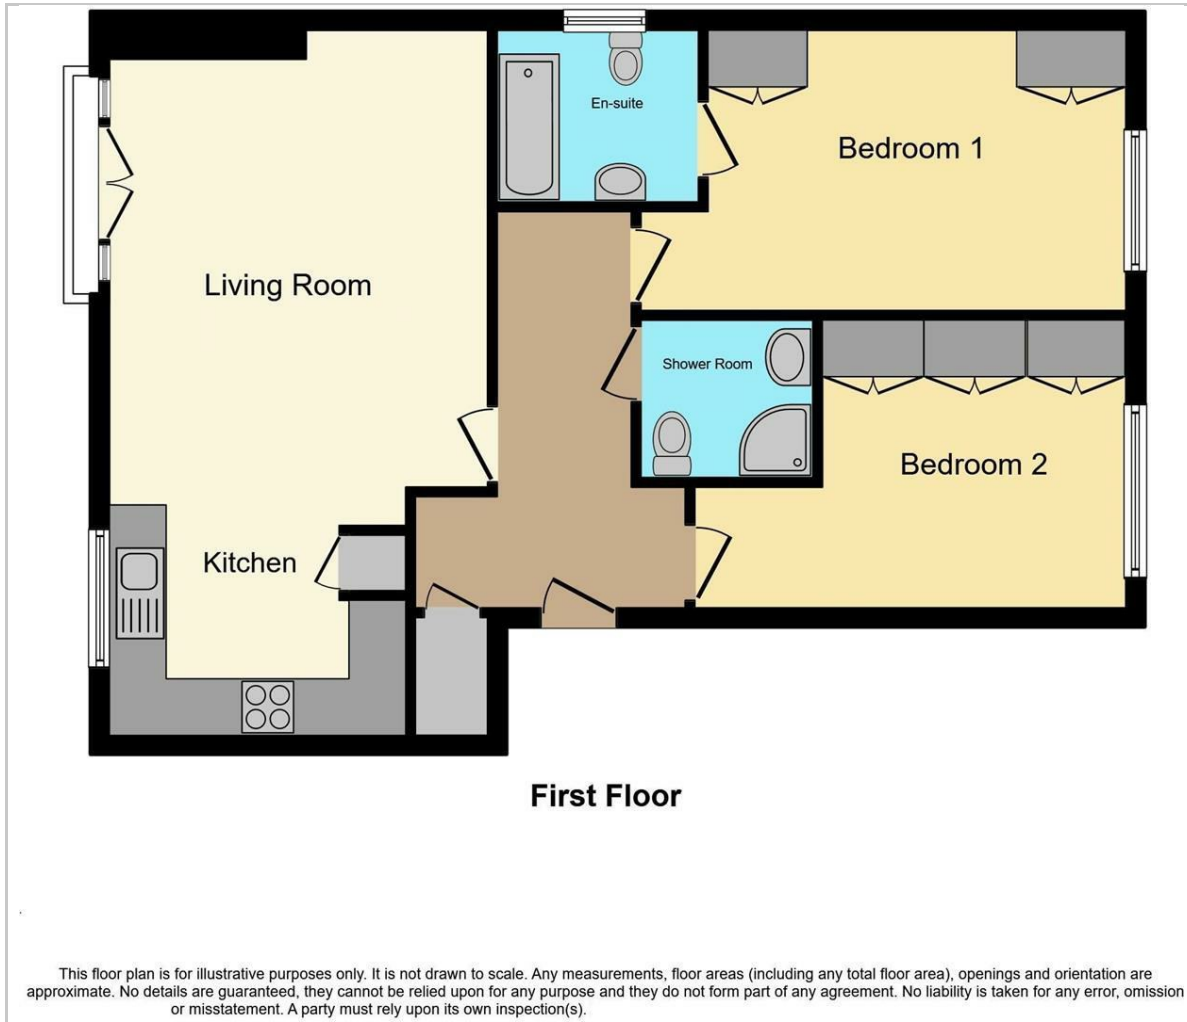 En-suite
Bedroom 1
Living Room
Shower Room
Bedroom 2
Kitchen
First Floor
This floor plan is for illustrative purposes only. It is not drawn to scale. Any measurements, floor areas (including any total floor area), openings and orientation are
approximate. No details are guaranteed, they cannot be relied upon for any purpose and they do not form part of any agreement. No liability is taken for any error, omission
or misstatement. A party must rely upon its own inspection(s).